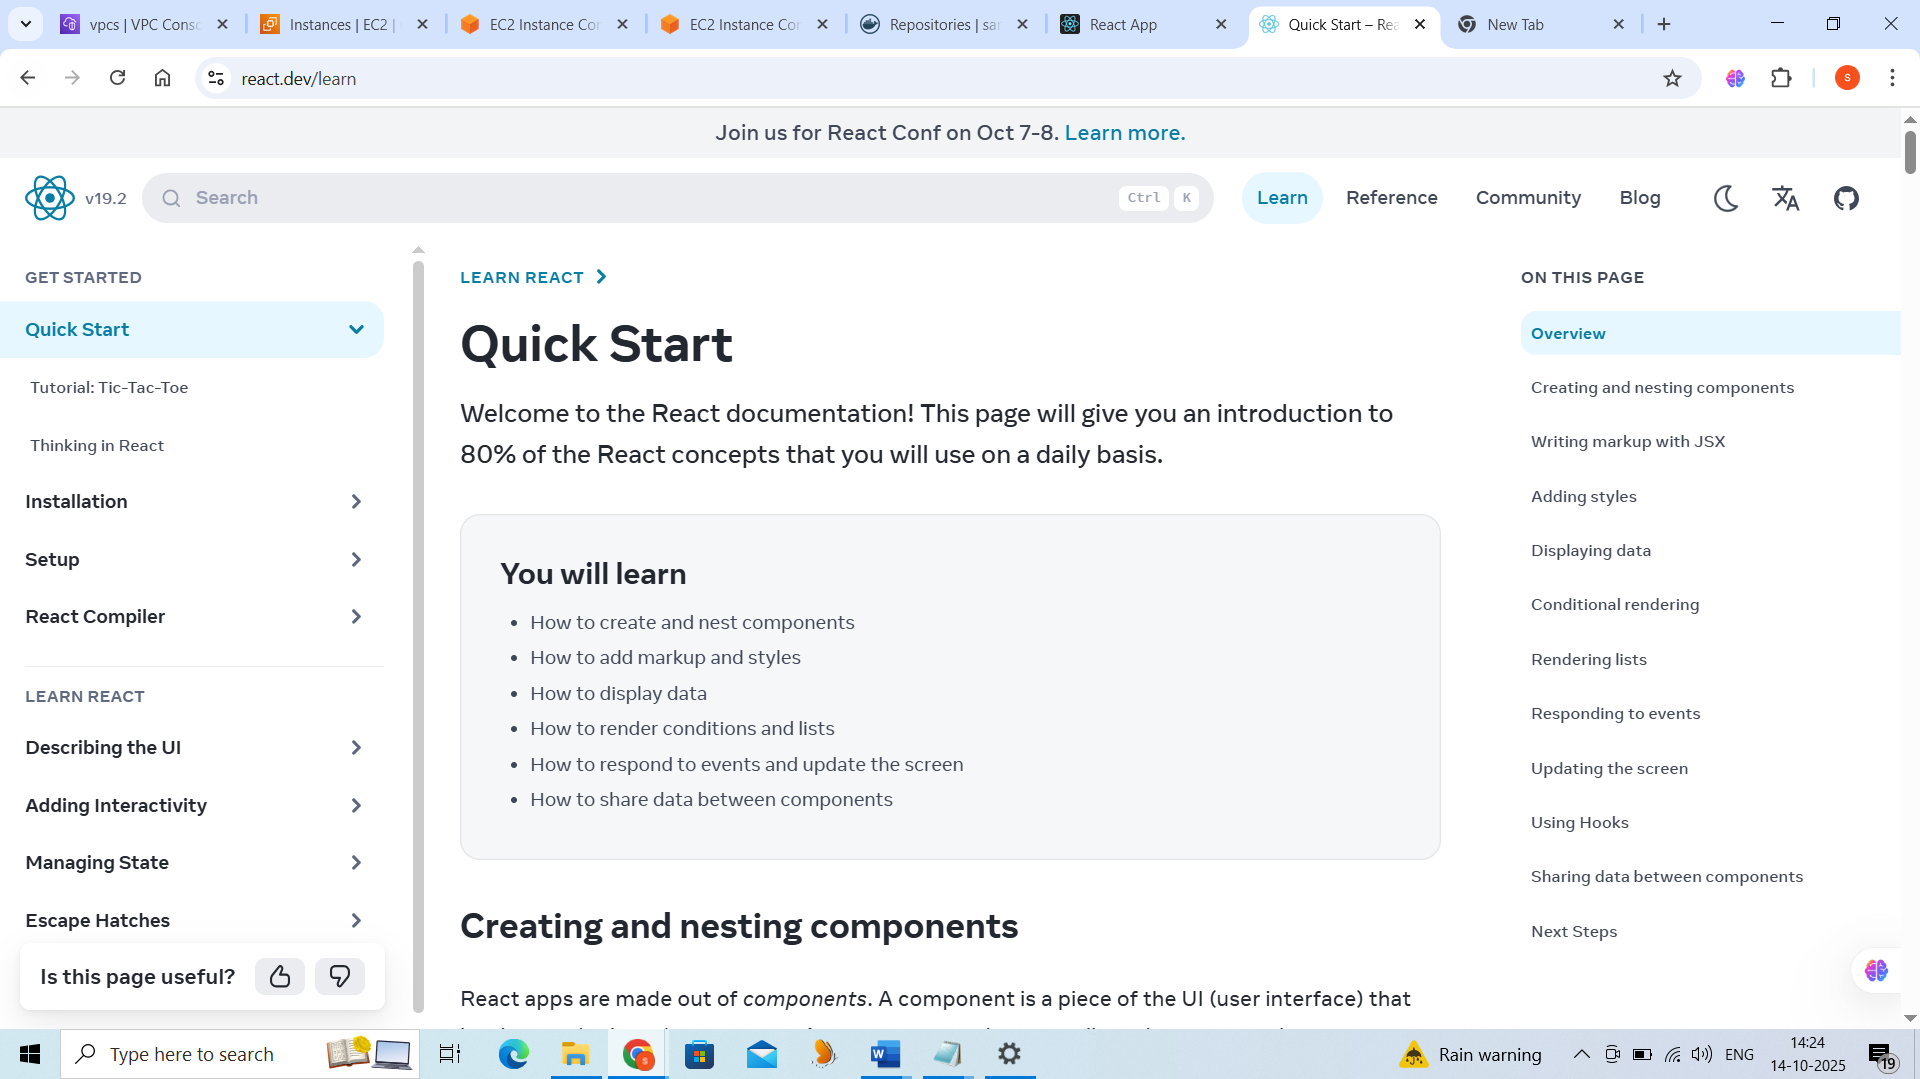 vpcs | VPC Consc
Instances | EC2 |
EC2 Instance Cor
EC2 Instance Cor
Repositories | sar
React App
Quick Start – Rea
New Tab
react.dev/learn
S
Join us for React Conf on Oct 7-8. Learn more.
v19.2
Search
Ctrl K
Learn
Reference
Community
Blog
GET STARTED
Quick Start
Tutorial: Tic-Tac-Toe
Thinking in React
Installation
Setup
React Compiler
LEARN REACT
Describing the UI
Adding Interactivity
Managing State
Escape Hatches
Is this page useful?
LEARN REACT
Quick Start
Welcome to the React documentation! This page will give you an introduction to
80% of the React concepts that you will use on a daily basis.
You will learn
• How to create and nest components
• How to add markup and styles
• How to display data
• How to render conditions and lists
• How to respond to events and update the screen
• How to share data between components
Creating and nesting components
React apps are made out of components. A component is a piece of the UI (user interface) that
ON THIS PAGE
Overview
Creating and nesting components
Writing markup with JSX
Adding styles
Displaying data
Conditional rendering
Rendering lists
Responding to events
Updating the screen
Using Hooks
Sharing data between components
Next Steps
Type here to search
Rain warning
ENG
14:24
14-10-2025
19